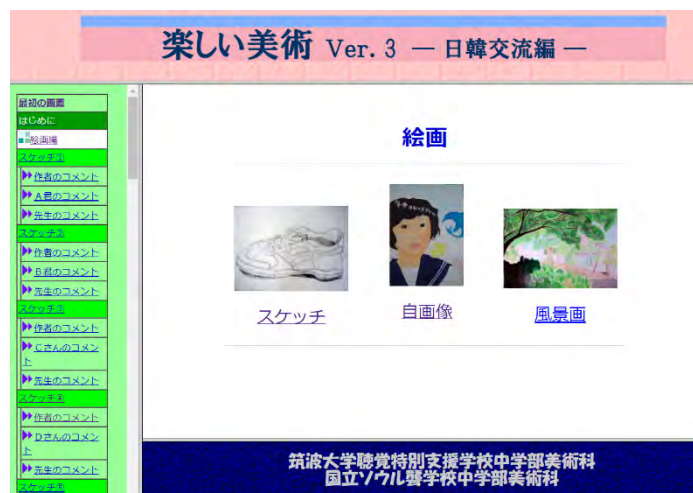 楽しい美術 Ver. 3 ― 日韓交流編 ―
最初の画面
はじめに
絵画編
スケッチ①
作者のコメント
A君のコメント
先生のコメント
スケッチ②
作者のコメント
B君のコメント
先生のコメント
スケッチ③
作者のコメント
Cさんのコメン
ト
先生のコメント
スケッチ④
作者のコメント
Dさんのコメン
ト
先生のコメント
スケッチ⑤
絵画
スケッチ
自画像
風景画
筑波大学聴覚特別支援学校中学部美術科
国立ソウル聾学校中学部美術科